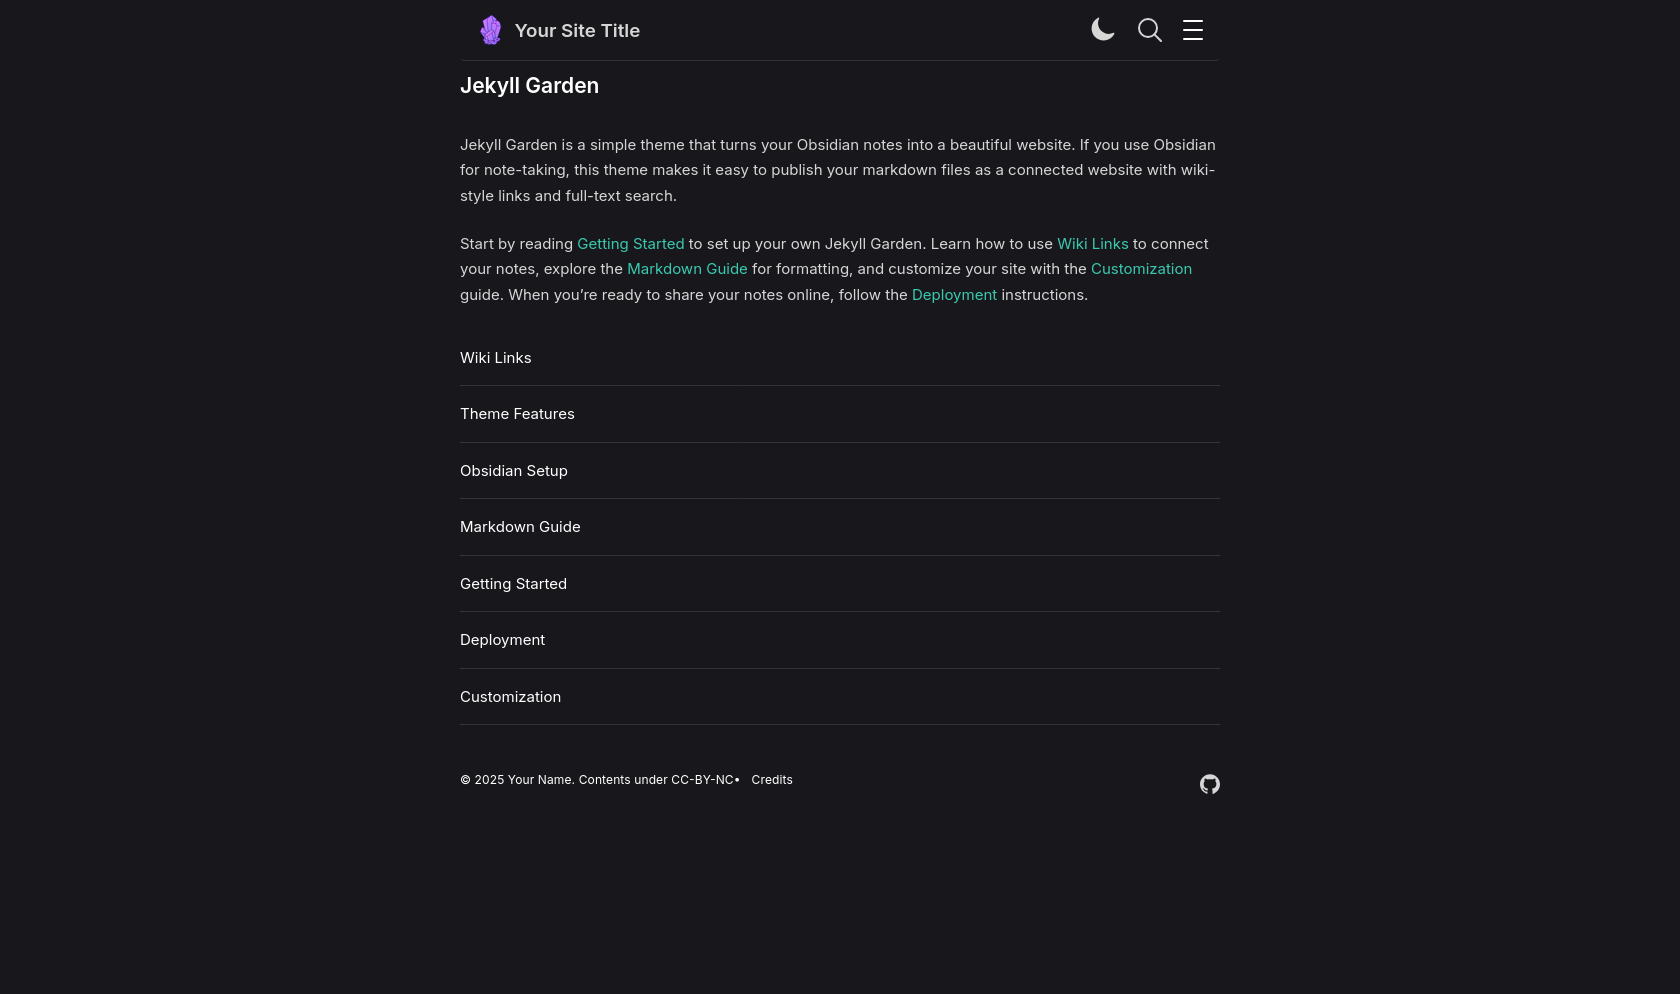 Your Site Title
Jekyll Garden
Jekyll Garden is a simple theme that turns your Obsidian notes into a beautiful website. If you use Obsidian
for note-taking, this theme makes it easy to publish your markdown files as a connected website with wiki-
style links and full-text search.
Start by reading Getting Started to set up your own Jekyll Garden. Learn how to use Wiki Links to connect
your notes, explore the Markdown Guide for formatting, and customize your site with the Customization
guide. When you’re ready to share your notes online, follow the Deployment instructions.
Wiki Links
Theme Features
Obsidian Setup
Markdown Guide
Getting Started
Deployment
Customization
© 2025 Your Name. Contents under CC-BY-NC• Credits